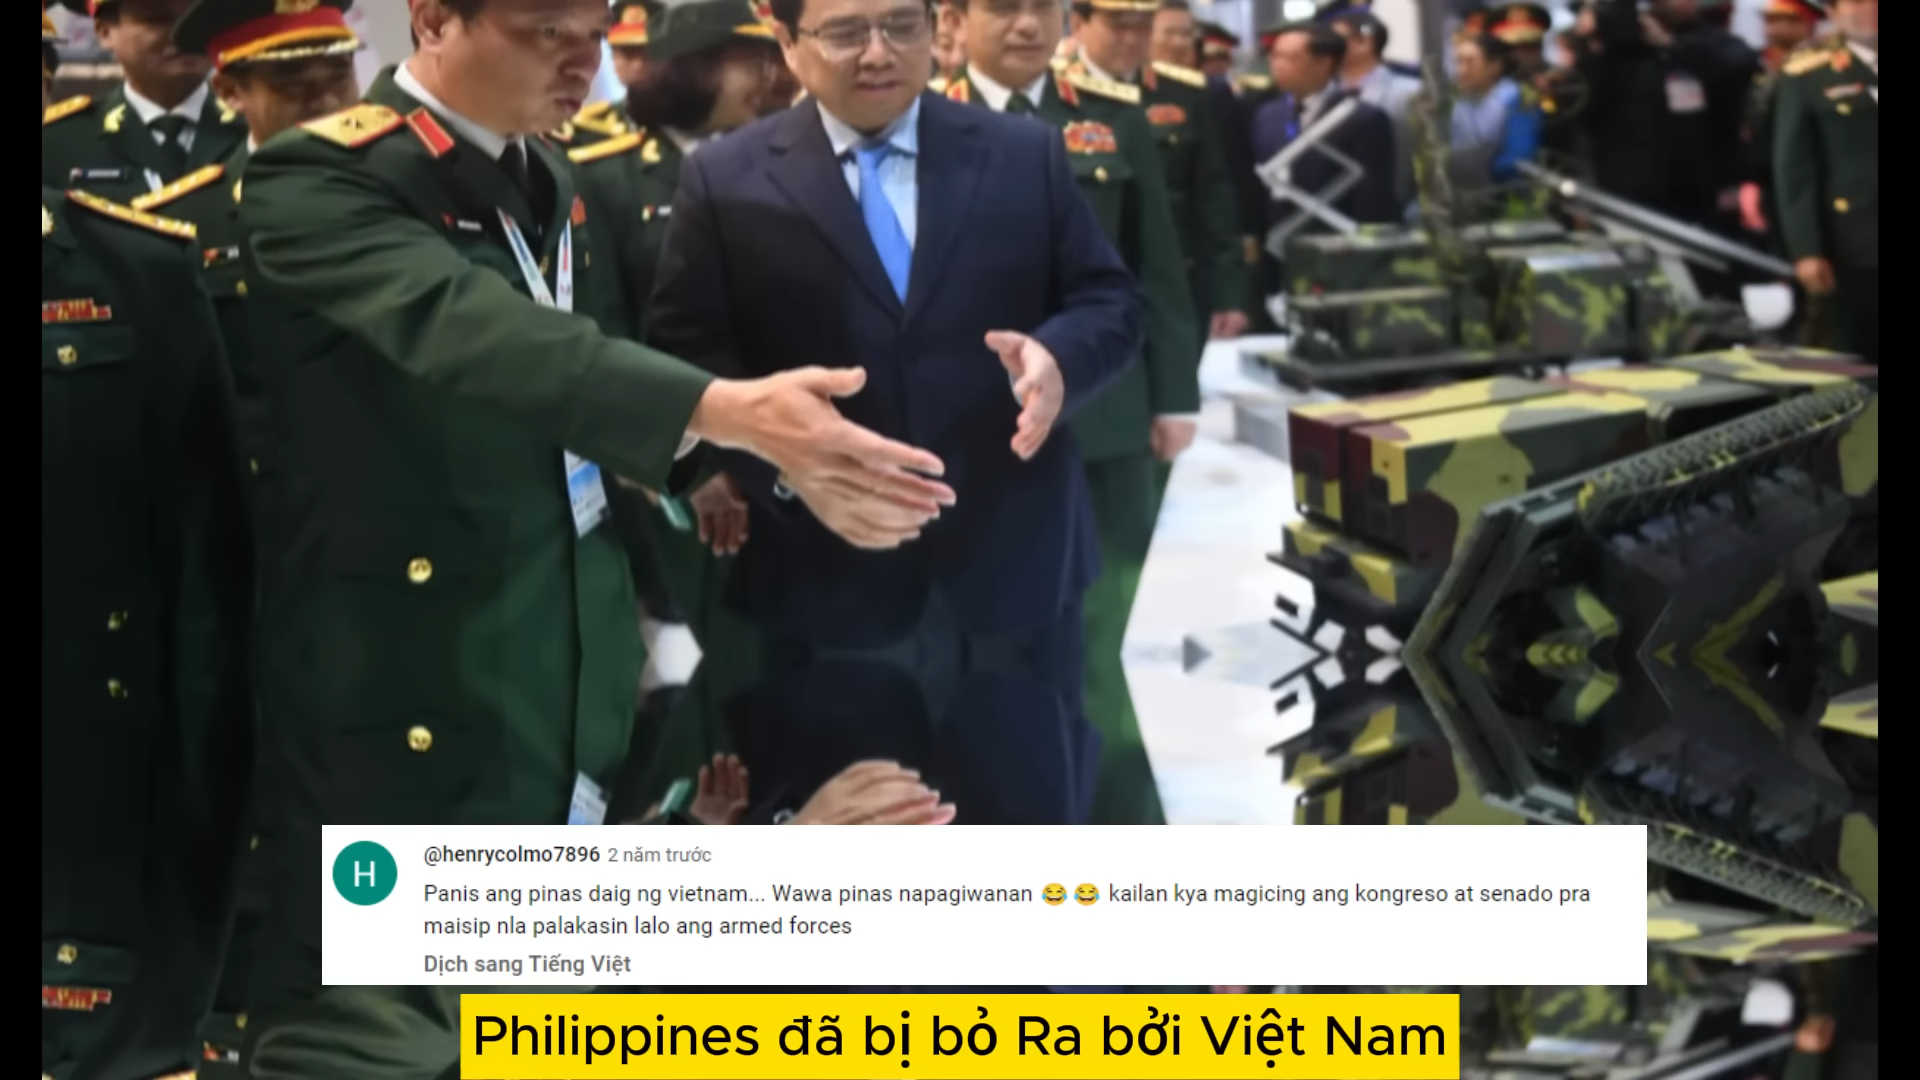 H
@henrycolmo7896 2 năm trước
Panis ang pinas daig ng vietnam... Wawa pinas napagiwanan 😂😂 kailan kya magicing ang kongreso at senado pra
maisip nla palakasin lalo ang armed forces
Dịch sang Tiếng Việt
Philippines đã bị bỏ Ra bởi Việt Nam